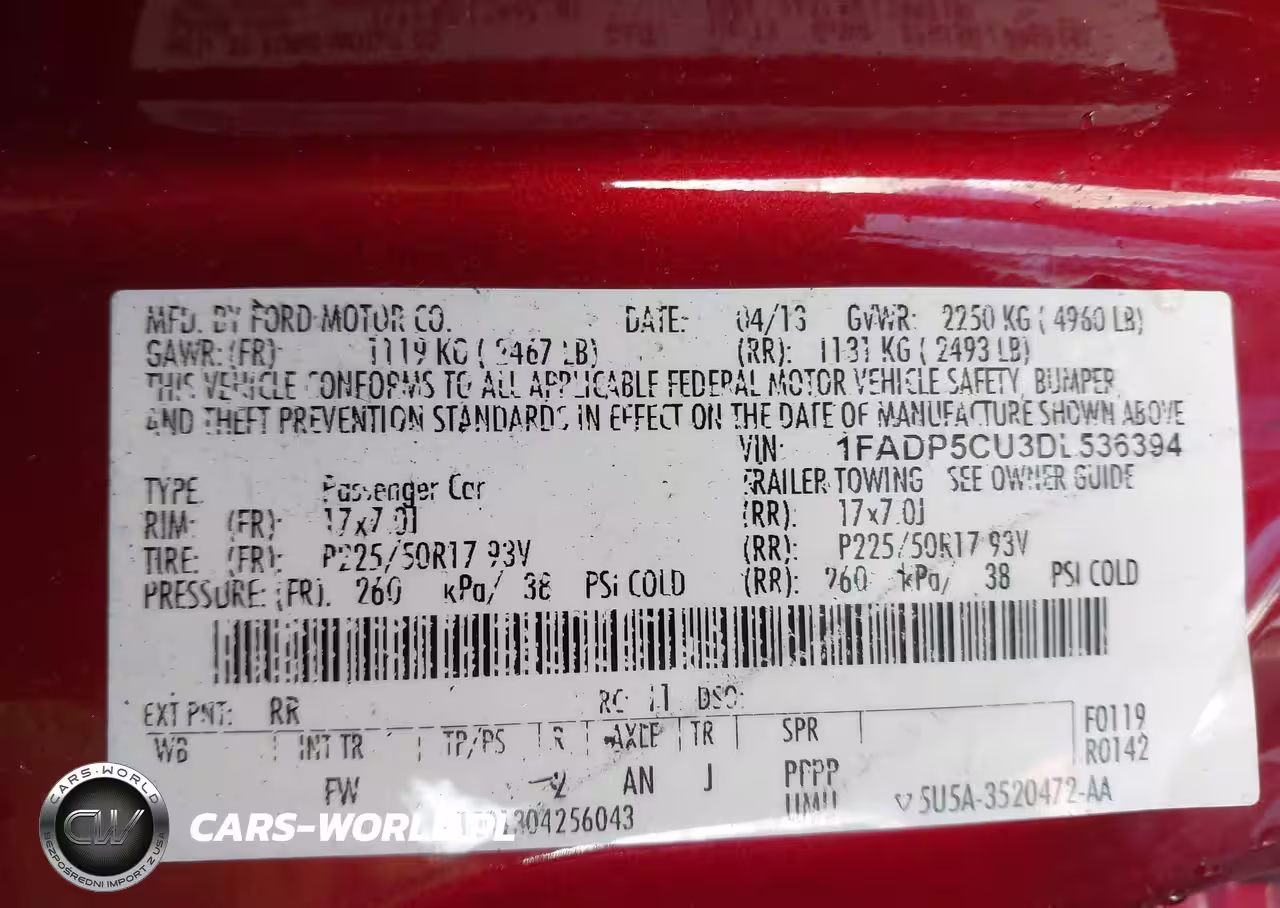 MFD. BY FORD MOTOR CO. DATE: 04/13 GVWR: 2250 KG ( 4960 LB)
GAWR: (FR): 1119 KG ( 2467 LB) (RR): 1131 KG ( 2493 LB)
THIS VEHICLE CONFORMS TO ALL APPLICABLE FEDERAL MOTOR VEHICLE SAFETY, BUMPER,
AND THEFT PREVENTION STANDARDS IN EFFECT ON THE DATE OF MANUFACTURE SHOWN ABOVE
VIN: 1FADP5CU3DL536394
TYPE: Passenger Car TRAILER TOWING SEE OWNER GUIDE
RIM: (FR): 17x7.0J (RR): 17x7.0J
TIRE: (FR): P225/50R17 93V (RR): P225/50R17 93V
PRESSURE: (FR): 260 kPa/ 38 PSI COLD (RR): 260 kPa/ 38 PSI COLD
EXT PNT: RR RC: 11 DSO:
WB INT TR TP/PS R AXLE TR SPR F0119
R0142
FW 2 AN J PPPP
UMU ▽ 5U5A-3520472-AA
304256043
CARS-WORLD.PL
CARS-WORLD
CW
BEZPOŚREDNI IMPORT Z USA